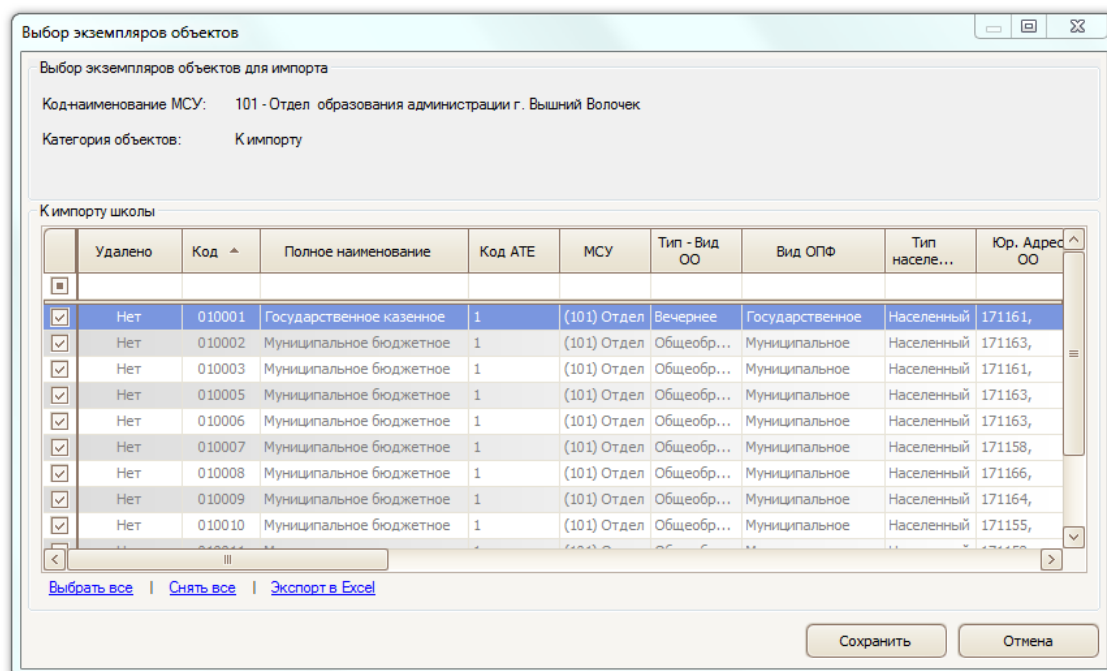 Выбор экземпляров объектов
Выбор экземпляров объектов для импорта
Код-наименование МСУ: 101 - Отдел образования администрации г. Вышний Волочек
Категория объектов: К импорту
К импорту школы
Удалено Код Полное наименование Код АТЕ МСУ Тип - Вид ОО Вид ОПФ Тип населе... Юр. Адрес ОО
Нет 010001 Государственное казенное 1 (101) Отдел Вечернее Государственное Населенный 171161,
Нет 010002 Муниципальное бюджетное 1 (101) Отдел Общеобр... Муниципальное Населенный 171163,
Нет 010003 Муниципальное бюджетное 1 (101) Отдел Общеобр... Муниципальное Населенный 171161,
Нет 010005 Муниципальное бюджетное 1 (101) Отдел Общеобр... Муниципальное Населенный 171163,
Нет 010006 Муниципальное бюджетное 1 (101) Отдел Общеобр... Муниципальное Населенный 171163,
Нет 010007 Муниципальное бюджетное 1 (101) Отдел Общеобр... Муниципальное Населенный 171158,
Нет 010008 Муниципальное бюджетное 1 (101) Отдел Общеобр... Муниципальное Населенный 171166,
Нет 010009 Муниципальное бюджетное 1 (101) Отдел Общеобр... Муниципальное Населенный 171164,
Нет 010010 Муниципальное бюджетное 1 (101) Отдел Общеобр... Муниципальное Населенный 171155,
Выбрать все | Снять все | Экспорт в Excel
Сохранить Отмена